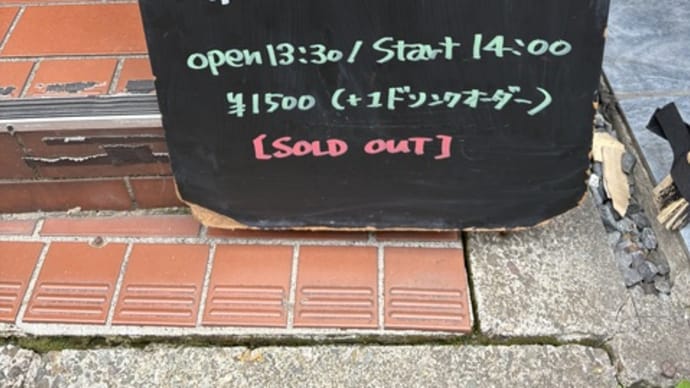 open 13:30 / Start 14:00
¥1500 (+1ドリンクオーダー)
[SOLD OUT]